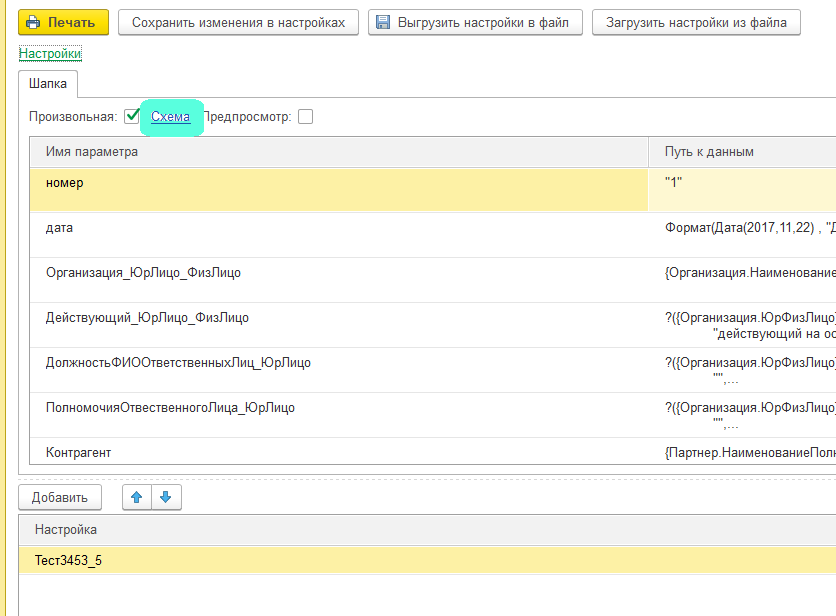 Печать Сохранить изменения в настройках Выгрузить настройки в файл Загрузить настройки из файла
Настройки
Шапка
Произвольная: Схема Предпросмотр:
Имя параметра Путь к данным
номер "1"
дата Формат(Дата(2017,11,22) , "Д
Организация_ЮрЛицо_ФизЛицо {Организация.Наименование
Действующий_ЮрЛицо_ФизЛицо ?({Организация.ЮрФизЛицо}
"действующий на ос
ДолжностьФИООтветственныхЛиц_ЮрЛицо ?({Организация.ЮрФизЛицо}
"",...
ПолномочияОтвественногоЛица_ЮрЛицо ?({Организация.ЮрФизЛицо}
"",...
Контрагент {Партнер.НаименованиеПолн
Добавить
Настройка
Тест3453_5